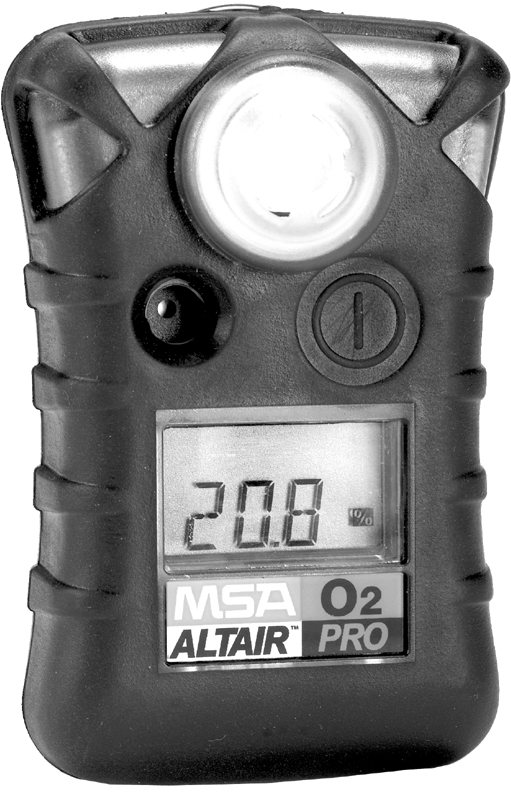 20.8 %
MSA O2
ALTAIR™ PRO